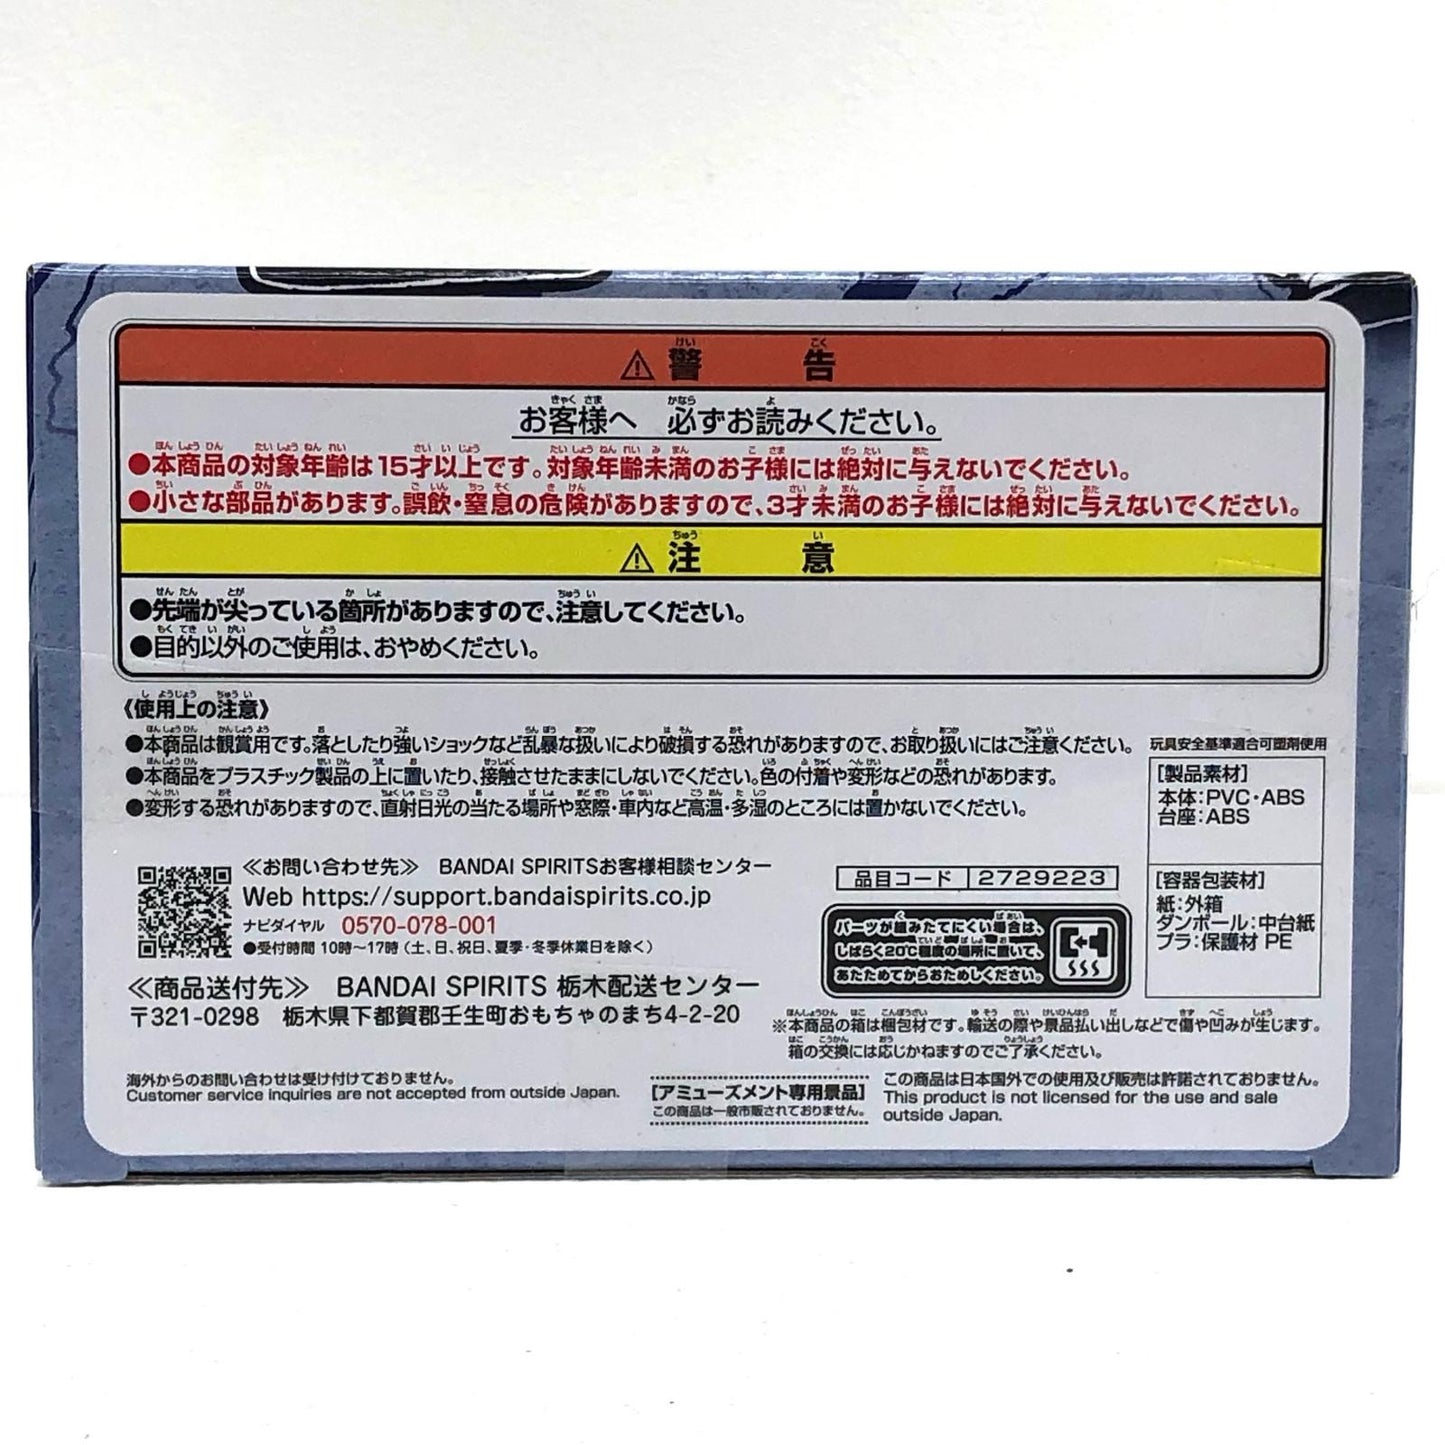 ⚠ 警告
お客様へ 必ずお読みください。
●本商品の対象年齢は15才以上です。対象年齢未満のお子様には絶対に与えないでください。
●小さな部品があります。誤飲・窒息の危険がありますので、3才未満のお子様には絶対に与えないでください。
⚠ 注意
●先端が尖っている箇所がありますので、注意してください。
●目的以外のご使用は、おやめください。
《使用上の注意》
●本商品は観賞用です。落としたり強いショックなど乱暴な扱いにより破損する恐れがありますので、お取り扱いにはご注意ください。
●本商品をプラスチック製品の上に置いたり、接触させたままにしないでください。色の付着や変形などの恐れがあります。
●変形する恐れがありますので、直射日光の当たる場所や窓際・車内など高温・多湿のところには置かないでください。
玩具安全基準適合可塑剤使用
[製品素材]
本体:PVC・ABS
台座:ABS
[容器包装材]
紙:外箱
ダンボール:中台紙
プラ:保護材 PE
≪お問い合わせ先≫ BANDAI SPIRITSお客様相談センター
Web https://support.bandaispirits.co.jp
ナビダイヤル 0570-078-001
●受付時間 10時～17時(土、日、祝日、夏季・冬季休業日を除く)
≪商品送付先≫ BANDAI SPIRITS 栃木配送センター
〒321-0298 栃木県下都賀郡壬生町おもちゃのまち4-2-20
品目コード 2729223
パーツが組みたてにくい場合は、
しばらく20℃程度の場所に置いて、
あたためてからおためしください。
※本商品の箱は梱包材です。輸送の際や景品払い出しなどで傷や凹みが生じます。
箱の交換には応じかねますのでご了承ください。
海外からのお問い合わせは受け付けておりません。
Customer service inquiries are not accepted from outside Japan.
[アミューズメント専用景品]
この商品は一般市販されておりません。
この商品は日本国外での使用及び販売は許諾されておりません。
This product is not licensed for the use and sale
outside Japan.